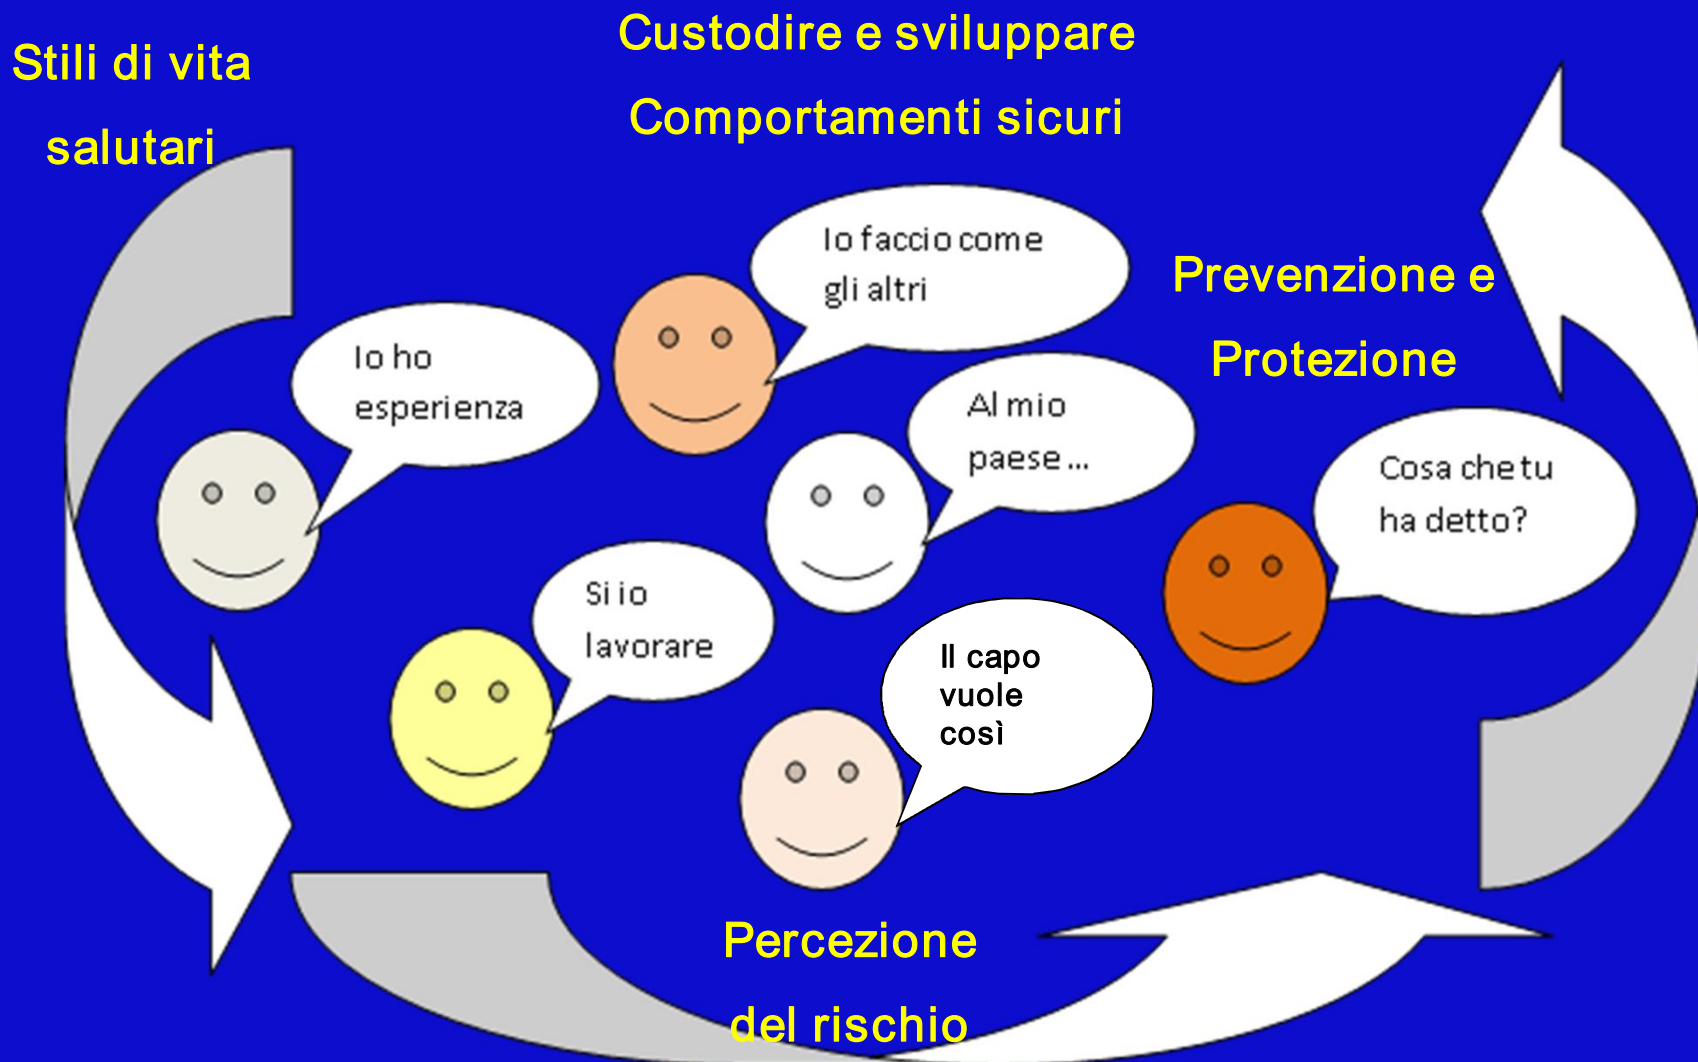 Stili di vita
salutari
Custodire e sviluppare
Comportamenti sicuri
Io faccio come
gli altri
Prevenzione e
Protezione
Io ho
esperienza
Al mio
paese ...
Cosa che tu
ha detto?
Si io
lavorare
Il capo
vuole
così
Percezione
del rischio